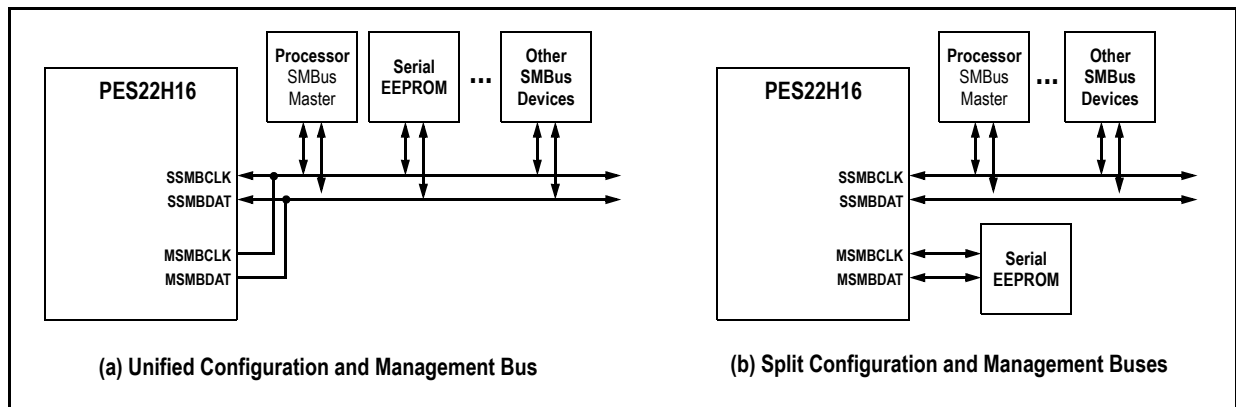 PES22H16
Processor
SMBus
Master
Serial
EEPROM
...
Other
SMBus
Devices
SSMBCLK
SSMBDAT
MSMBCLK
MSMBDAT
(a) Unified Configuration and Management Bus
PES22H16
Processor
SMBus
Master
...
Other
SMBus
Devices
SSMBCLK
SSMBDAT
MSMBCLK
MSMBDAT
Serial
EEPROM
(b) Split Configuration and Management Buses